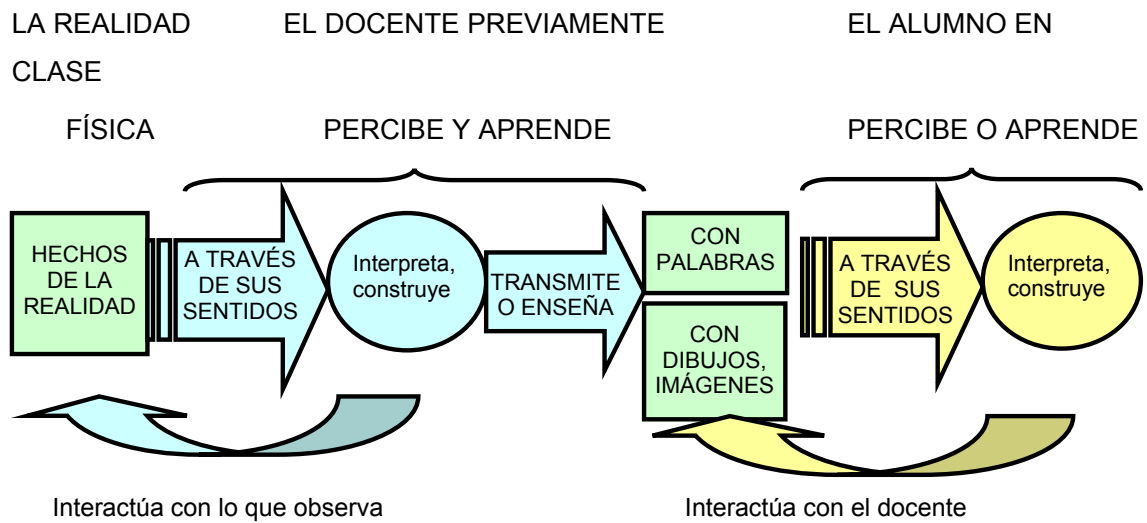 LA REALIDAD EL DOCENTE PREVIAMENTE EL ALUMNO EN
CLASE
FÍSICA PERCIBE Y APRENDE PERCIBE O APRENDE
HECHOS
DE LA
REALIDAD
A TRAVÉS
DE SUS
SENTIDOS
Interpreta,
construye
TRANSMITE
O ENSEÑA
CON
PALABRAS
CON
DIBUJOS,
IMÁGENES
A TRAVÉS
DE SUS
SENTIDOS
Interpreta,
construye
Interactúa con lo que observa
Interactúa con el docente